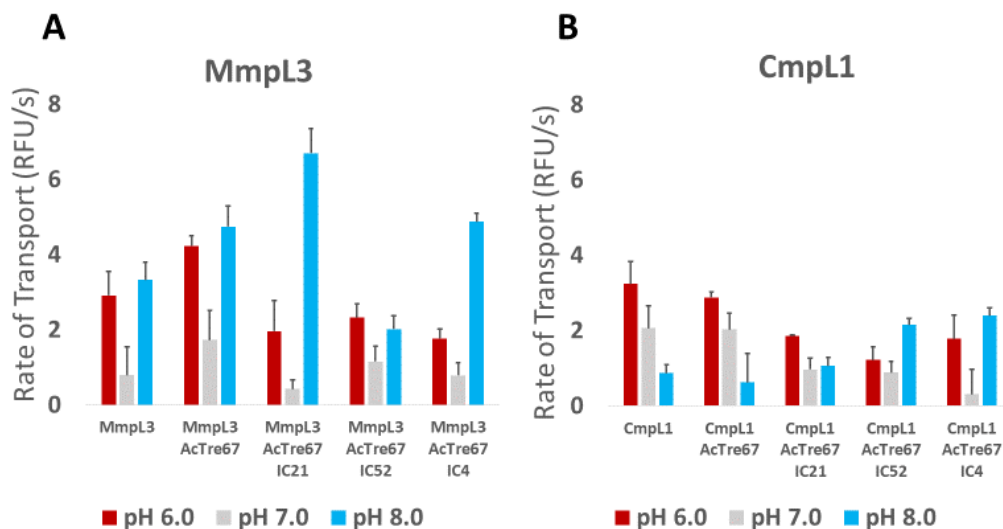 A
MmpL3
Rate of Transport (RFU/s)
8
6
4
2
0
MmpL3
MmpL3
AcTre67
MmpL3
AcTre67
IC21
MmpL3
AcTre67
IC52
MmpL3
AcTre67
IC4
pH 6.0 pH 7.0 pH 8.0
B
CmpL1
Rate of Transport (RFU/s)
8
6
4
2
0
CmpL1
CmpL1
AcTre67
CmpL1
AcTre67
IC21
CmpL1
AcTre67
IC52
CmpL1
AcTre67
IC4
pH 6.0 pH 7.0 pH 8.0